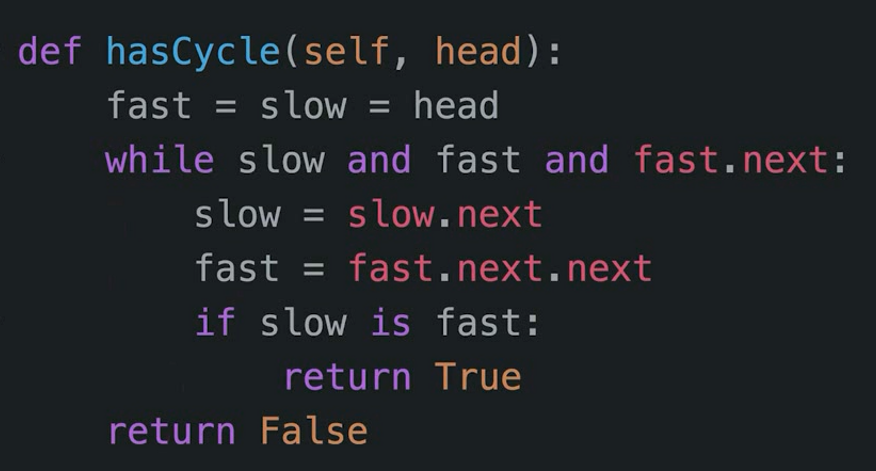 def hasCycle(self, head):
    fast = slow = head
    while slow and fast and fast.next:
        slow = slow.next
        fast = fast.next.next
        if slow is fast:
            return True
    return False